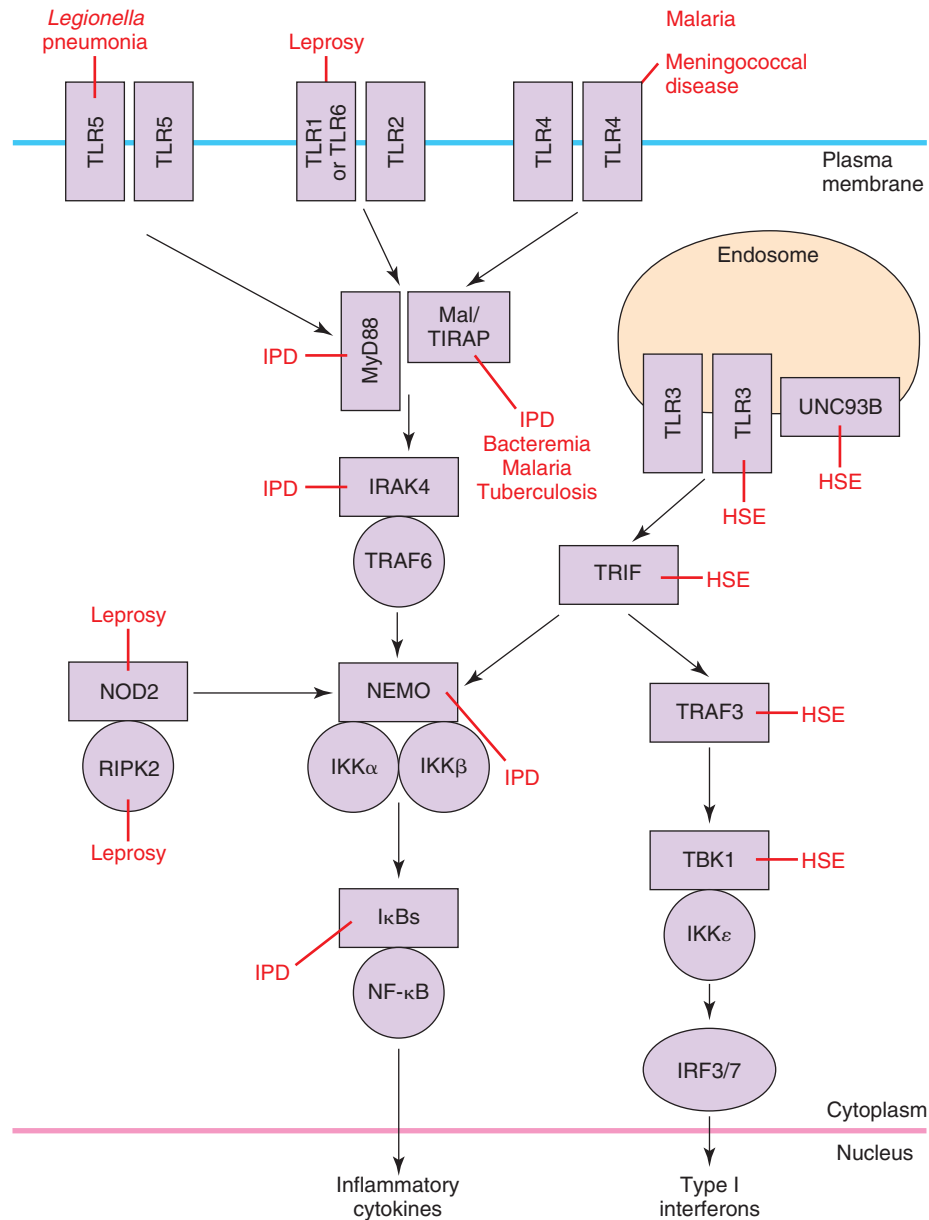 Legionella
pneumonia
Leprosy
Malaria
Meningococcal
disease
TLR5
TLR5
TLR1
or TLR6
TLR2
TLR4
TLR4
Plasma
membrane
Endosome
MyD88
Mal/
TIRAP
IPD
IPD
Bacteremia
Malaria
Tuberculosis
TLR3
TLR3
UNC93B
HSE
HSE
IPD
IRAK4
TRAF6
TRIF
HSE
Leprosy
NOD2
RIPK2
Leprosy
NEMO
IKKα
IKKβ
IPD
TRAF3
HSE
TBK1
HSE
IKKε
IκBs
IPD
NF-κB
IRF3/7
Cytoplasm
Nucleus
Inflammatory
cytokines
Type I
interferons